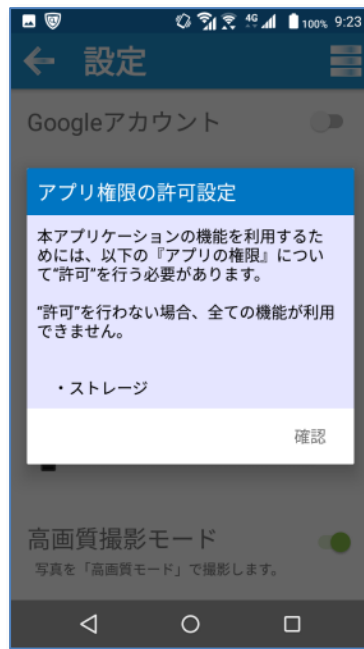 4G 100% 9:23
設定
Googleアカウント
アプリ権限の許可設定
本アプリケーションの機能を利用するた
めには、以下の『アプリの権限』につい
て"許可"を行う必要があります。
"許可"を行わない場合、全ての機能が利用
できません。
・ストレージ
確認
高画質撮影モード
写真を「高画質モード」で撮影します。